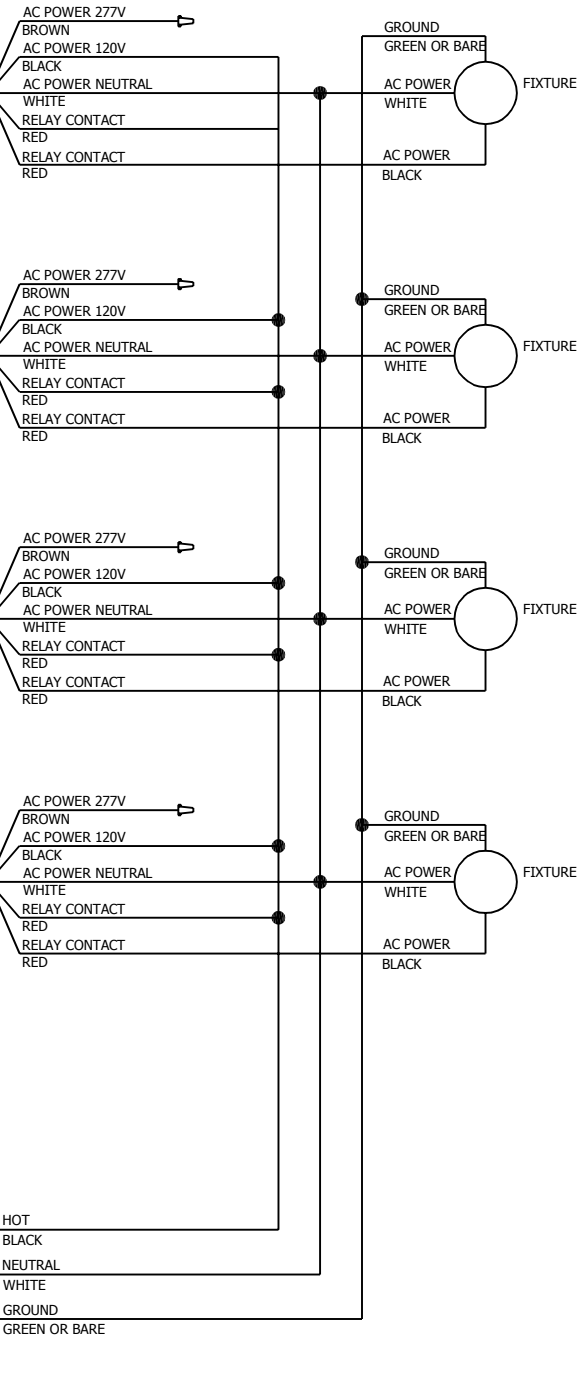 AC POWER 277V
BROWN
AC POWER 120V
BLACK
AC POWER NEUTRAL
WHITE
RELAY CONTACT
RED
RELAY CONTACT
RED
GROUND
GREEN OR BARE
AC POWER
WHITE
FIXTURE
AC POWER
BLACK
AC POWER 277V
BROWN
AC POWER 120V
BLACK
AC POWER NEUTRAL
WHITE
RELAY CONTACT
RED
RELAY CONTACT
RED
GROUND
GREEN OR BARE
AC POWER
WHITE
FIXTURE
AC POWER
BLACK
AC POWER 277V
BROWN
AC POWER 120V
BLACK
AC POWER NEUTRAL
WHITE
RELAY CONTACT
RED
RELAY CONTACT
RED
GROUND
GREEN OR BARE
AC POWER
WHITE
FIXTURE
AC POWER
BLACK
AC POWER 277V
BROWN
AC POWER 120V
BLACK
AC POWER NEUTRAL
WHITE
RELAY CONTACT
RED
RELAY CONTACT
RED
GROUND
GREEN OR BARE
AC POWER
WHITE
FIXTURE
AC POWER
BLACK
HOT
BLACK
NEUTRAL
WHITE
GROUND
GREEN OR BARE